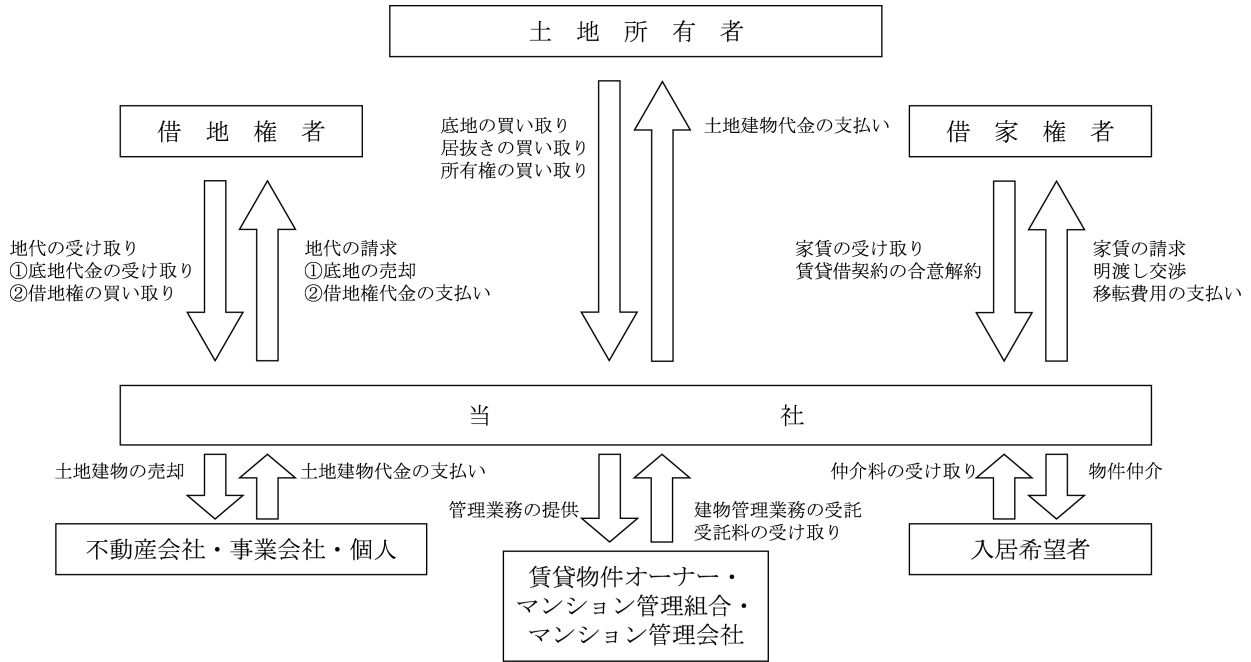 土地所有者
借地権者
底地の買い取り
居抜きの買い取り
所有権の買い取り
土地建物代金の支払い
借家権者
地代の受け取り
①底地代金の受け取り
②借地権の買い取り
地代の請求
①底地の売却
②借地権代金の支払い
家賃の受け取り
賃貸借契約の合意解約
家賃の請求
明渡し交渉
移転費用の支払い
当社
土地建物の売却
土地建物代金の支払い
管理業務の提供
建物管理業務の受託
受託料の受け取り
仲介料の受け取り
物件仲介
不動産会社・事業会社・個人
賃貸物件オーナー・
マンション管理組合・
マンション管理会社
入居希望者